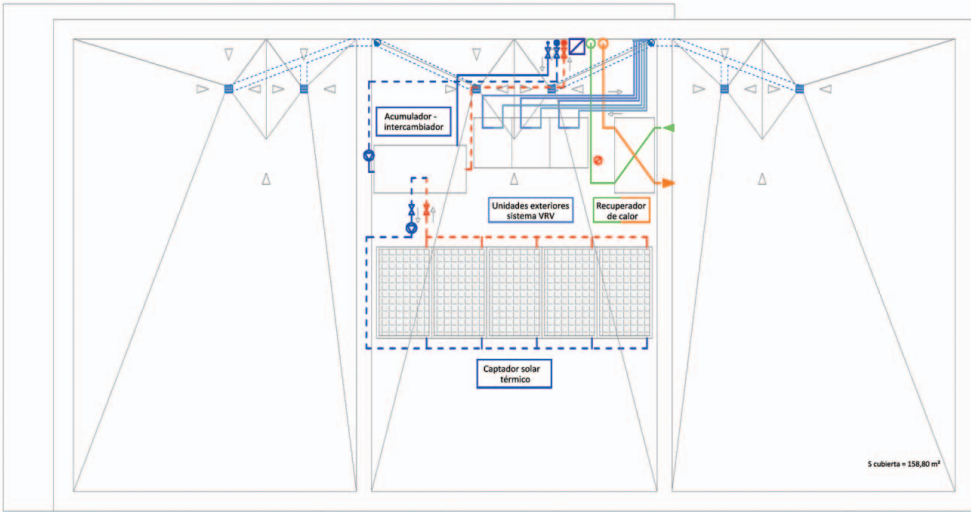 Acumulador -
intercambiador
Unidades exteriores
sistema VRV
Recuperador
de calor
Captador solar
térmico
S cubierta = 158,80 m²